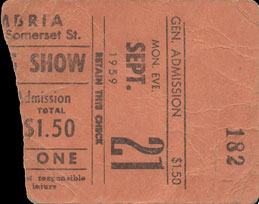 MBRIA
Somerset St.
SHOW
Admission
TOTAL
$1.50
ONE
responsible
GEN. ADMISSION
MON. EVE.
$1.50
SEPT.
21
1959
RETAIN THIS CHECK
182